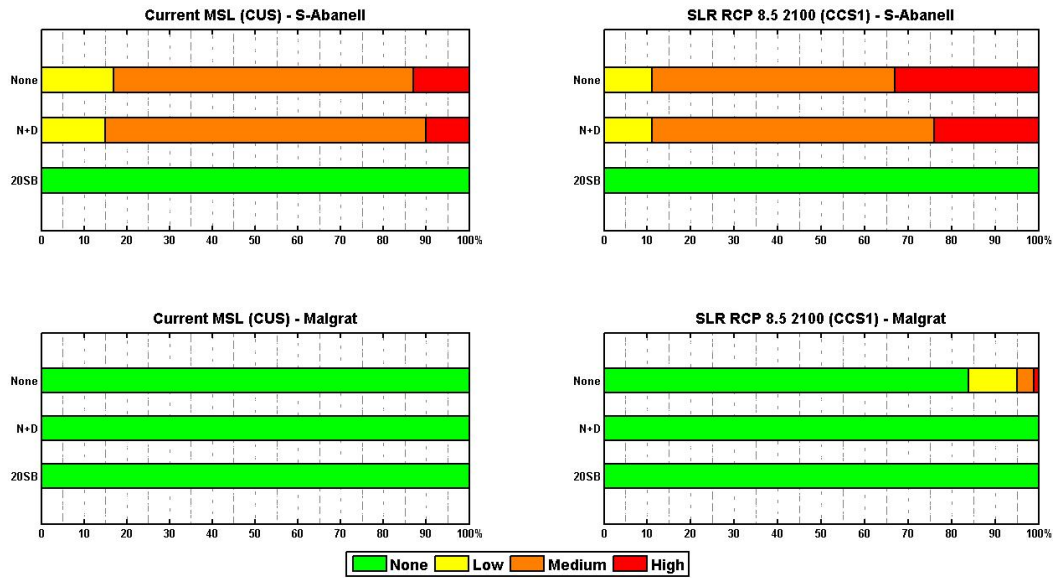 Current MSL (CUS) - S-Abanell
None
N+D
20SB
0 10 20 30 40 50 60 70 80 90 100%
SLR RCP 8.5 2100 (CCS1) - S-Abanell
None
N+D
20SB
0 10 20 30 40 50 60 70 80 90 100%
Current MSL (CUS) - Malgrat
None
N+D
20SB
0 10 20 30 40 50 60 70 80 90 100%
SLR RCP 8.5 2100 (CCS1) - Malgrat
None
N+D
20SB
0 10 20 30 40 50 60 70 80 90 100%
None Low Medium High